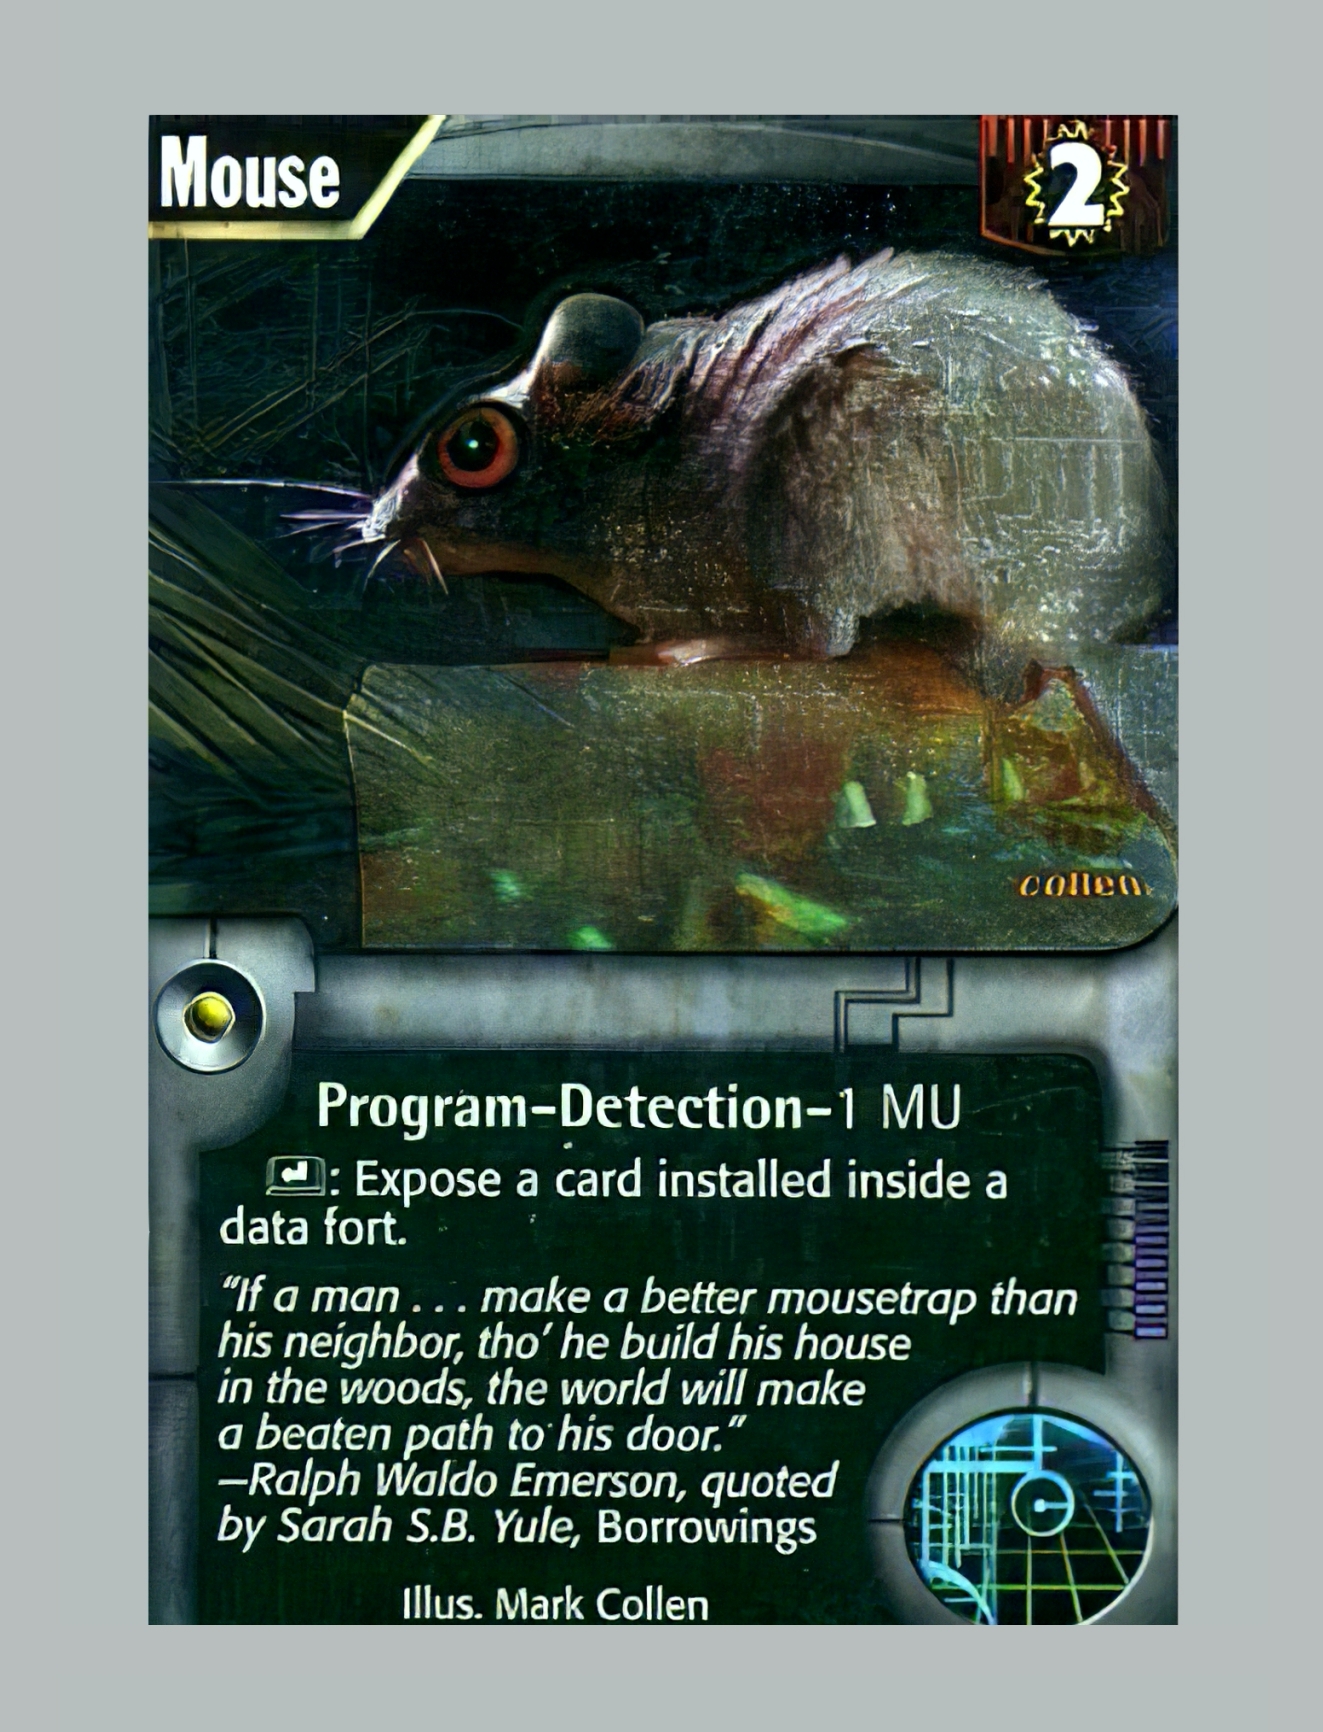 Mouse
2
collen
Program–Detection–1 MU
: Expose a card installed inside a
data fort.
“If a man . . . make a better mousetrap than
his neighbor, tho’ he build his house
in the woods, the world will make
a beaten path to his door.”
—Ralph Waldo Emerson, quoted
by Sarah S.B. Yule, Borrowings
Illus. Mark Collen